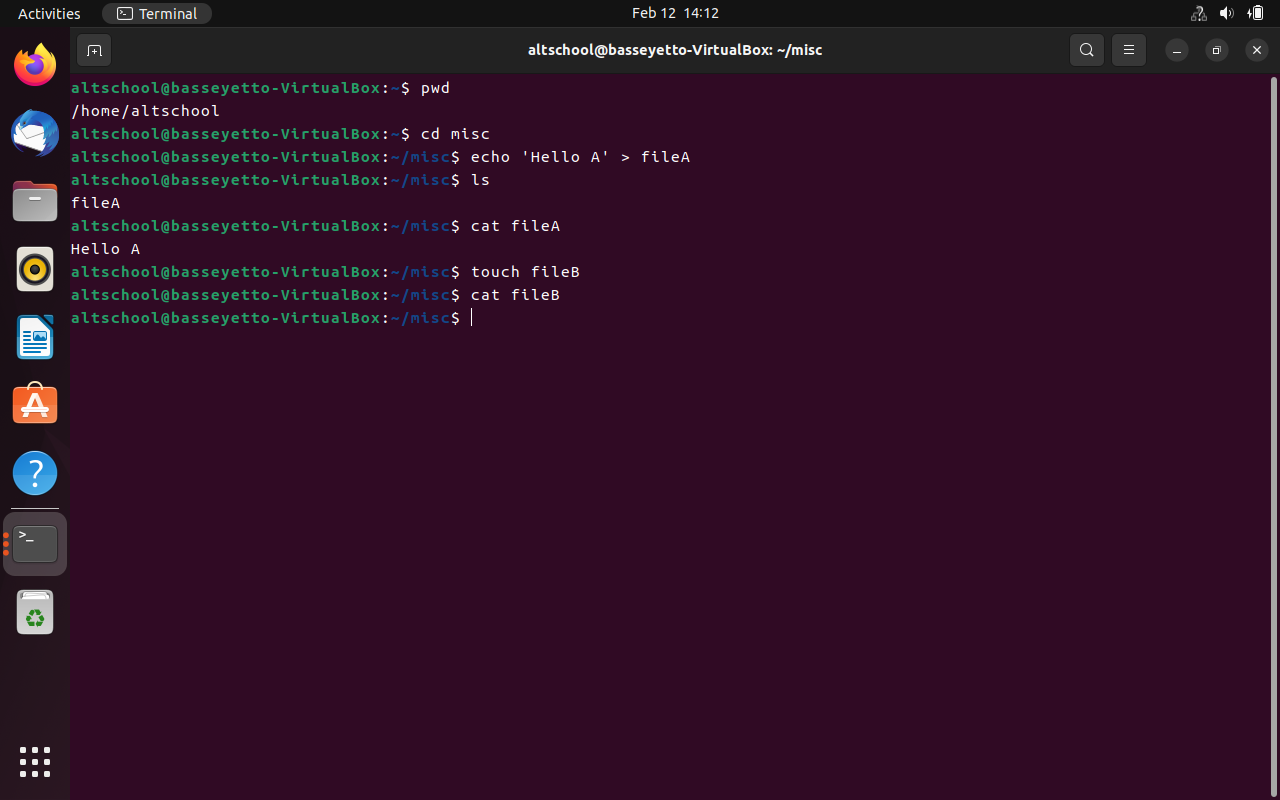 Activities
Terminal
Feb 12 14:12
altschool@basseyetto-VirtualBox: ~/misc
altschool@basseyetto-VirtualBox:~$ pwd
/home/altschool
altschool@basseyetto-VirtualBox:~$ cd misc
altschool@basseyetto-VirtualBox:~/misc$ echo 'Hello A' > fileA
altschool@basseyetto-VirtualBox:~/misc$ ls
fileA
altschool@basseyetto-VirtualBox:~/misc$ cat fileA
Hello A
altschool@basseyetto-VirtualBox:~/misc$ touch fileB
altschool@basseyetto-VirtualBox:~/misc$ cat fileB
altschool@basseyetto-VirtualBox:~/misc$